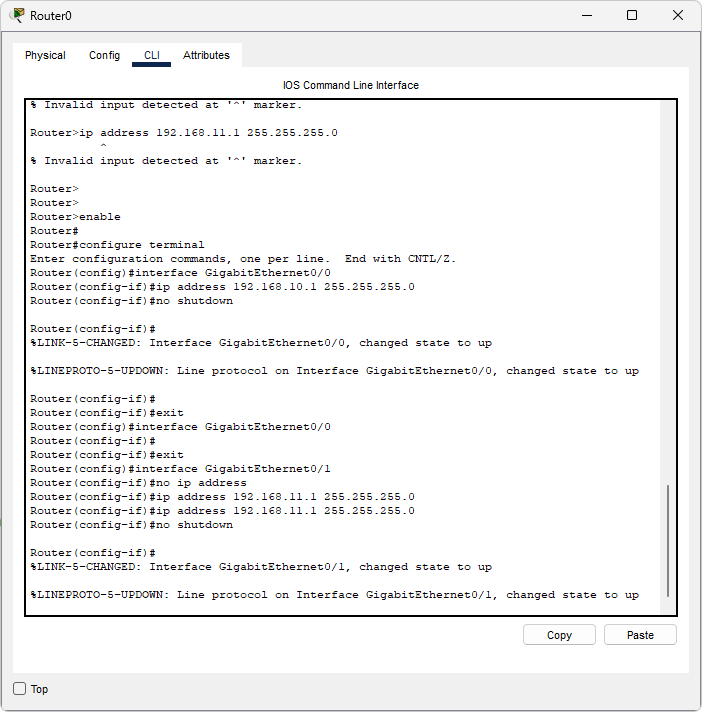 Router0
Physical Config CLI Attributes
IOS Command Line Interface
% Invalid input detected at '^' marker.
Router>ip address 192.168.11.1 255.255.255.0
^
% Invalid input detected at '^' marker.
Router>
Router>
Router>enable
Router#
Router#configure terminal
Enter configuration commands, one per line.  End with CNTL/Z.
Router(config)#interface GigabitEthernet0/0
Router(config-if)#ip address 192.168.10.1 255.255.255.0
Router(config-if)#no shutdown
Router(config-if)#
%LINK-5-CHANGED: Interface GigabitEthernet0/0, changed state to up
%LINEPROTO-5-UPDOWN: Line protocol on Interface GigabitEthernet0/0, changed state to up
Router(config-if)#
Router(config-if)#exit
Router(config)#interface GigabitEthernet0/0
Router(config-if)#
Router(config-if)#exit
Router(config)#interface GigabitEthernet0/1
Router(config-if)#no ip address
Router(config-if)#ip address 192.168.11.1 255.255.255.0
Router(config-if)#ip address 192.168.11.1 255.255.255.0
Router(config-if)#no shutdown
Router(config-if)#
%LINK-5-CHANGED: Interface GigabitEthernet0/1, changed state to up
%LINEPROTO-5-UPDOWN: Line protocol on Interface GigabitEthernet0/1, changed state to up
Copy Paste
Top